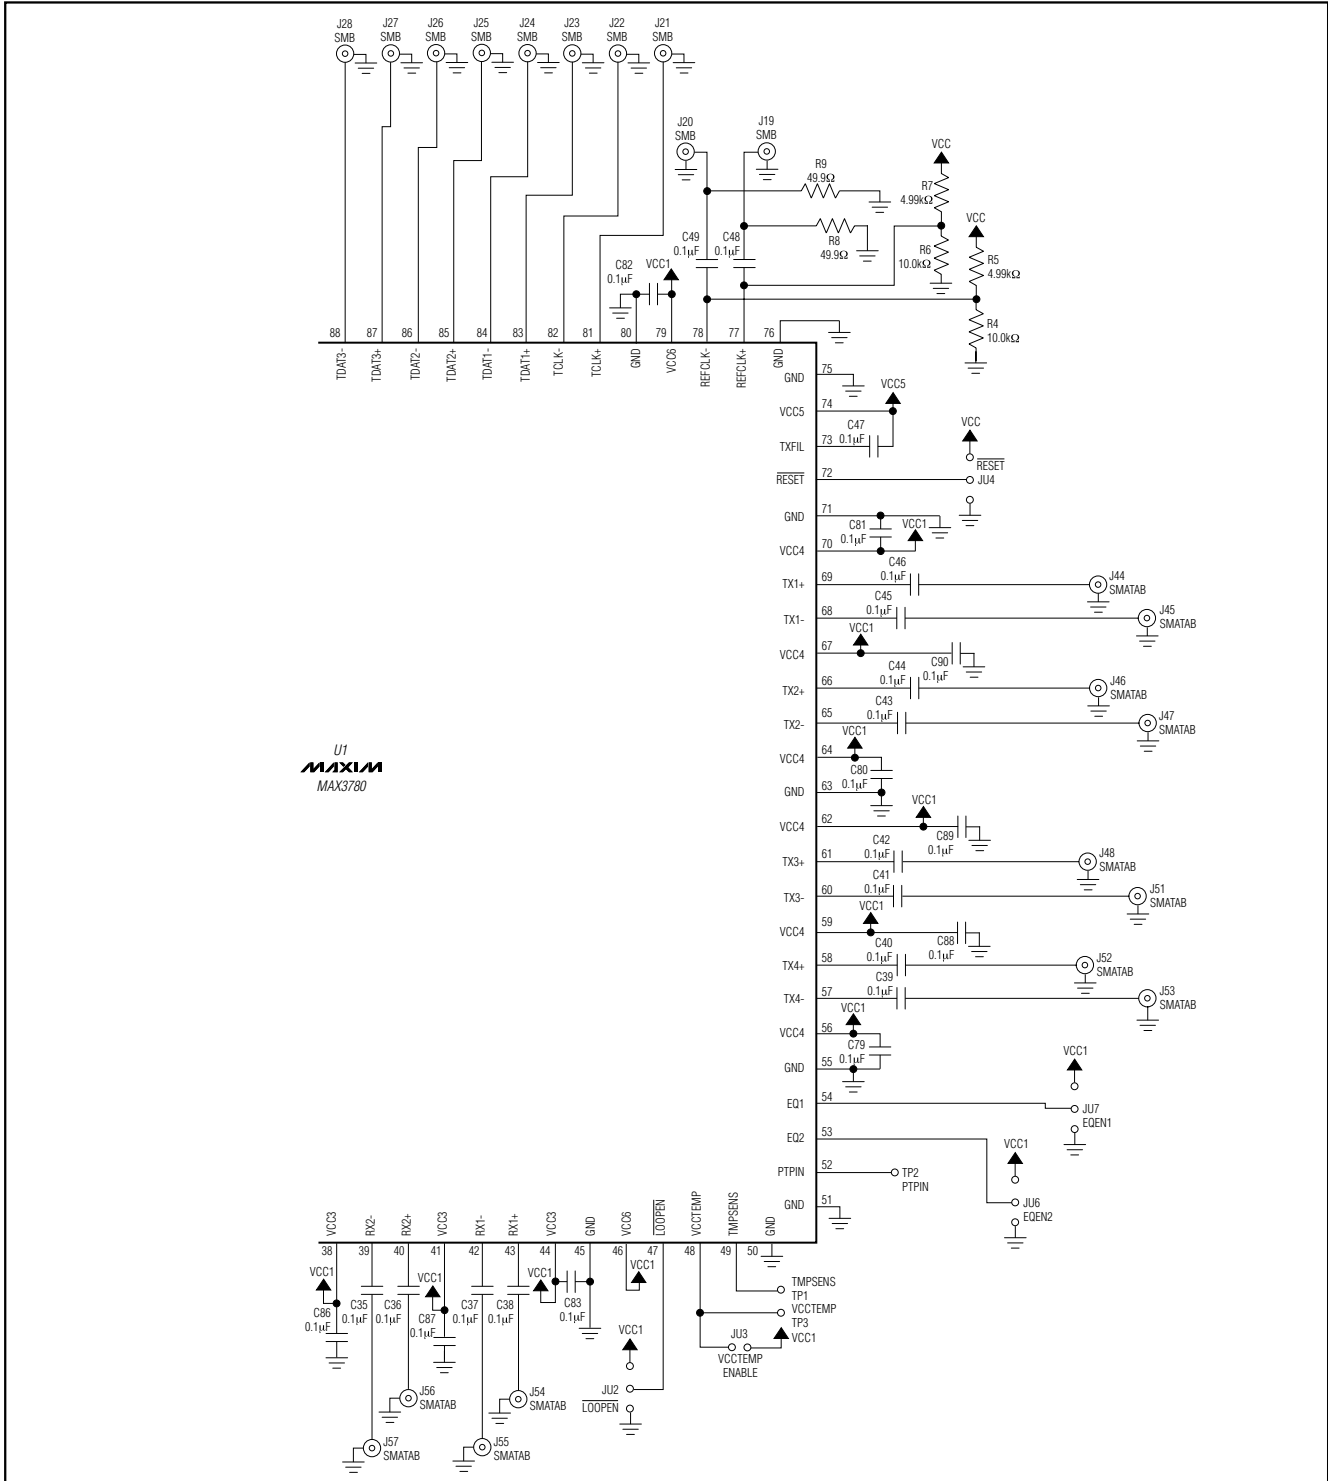 J28 J27 J26 J25 J24 J23 J22 J21
SMB SMB SMB SMB SMB SMB SMB SMB
J20 J19
SMB SMB
VCC
R9
49.9Ω
R7
4.99kΩ
VCC
R8
49.9Ω
C49
0.1µF
C48
0.1µF
R6
10.0kΩ
R5
4.99kΩ
C82
0.1µF
VCC1
R4
10.0kΩ
88 87 86 85 84 83 82 81 80 79 78 77 76
TDAT3- TDAT3+ TDAT2- TDAT2+ TDAT1- TDAT1+ TCLK- TCLK+ GND VCC6 REFCLK- REFCLK+ GND
GND 75
VCC5
VCC5 74
C47
0.1µF
TXFIL 73
VCC
RESET
RESET 72
JU4
GND 71
C81
0.1µF
VCC1
VCC4 70
C46
0.1µF
TX1+ 69
J44
SMATAB
C45
0.1µF
TX1- 68
J45
SMATAB
VCC1
VCC4 67
C90
0.1µF
C44
0.1µF
TX2+ 66
J46
SMATAB
C43
0.1µF
TX2- 65
J47
SMATAB
VCC1
VCC4 64
C80
0.1µF
GND 63
U1
MAXIM
MAX3780
VCC1
VCC4 62
C89
0.1µF
C42
0.1µF
TX3+ 61
J48
SMATAB
C41
0.1µF
TX3- 60
J51
SMATAB
VCC1
VCC4 59
C88
0.1µF
C40
0.1µF
TX4+ 58
J52
SMATAB
C39
0.1µF
TX4- 57
J53
SMATAB
VCC1
VCC4 56
C79
0.1µF
GND 55
VCC1
EQ1 54
JU7
EQEN1
EQ2 53
VCC1
PTPIN 52
TP2
PTPIN
GND 51
JU6
EQEN2
VCC3 RX2- RX2+ VCC3 RX1- RX1+ VCC3 GND VCC6 LOOPEN VCCTEMP TMPSENS GND
38 39 40 41 42 43 44 45 46 47 48 49 50
VCC1
VCC1
VCC1
VCC1
C86
0.1µF
C35
0.1µF
C36
0.1µF
C87
0.1µF
C37
0.1µF
C38
0.1µF
C83
0.1µF
TMPSENS
TP1
VCCTEMP
TP3
VCC1
JU3
VCCTEMP
ENABLE
VCC1
JU2
LOOPEN
J56
SMATAB
J54
SMATAB
J57
SMATAB
J55
SMATAB